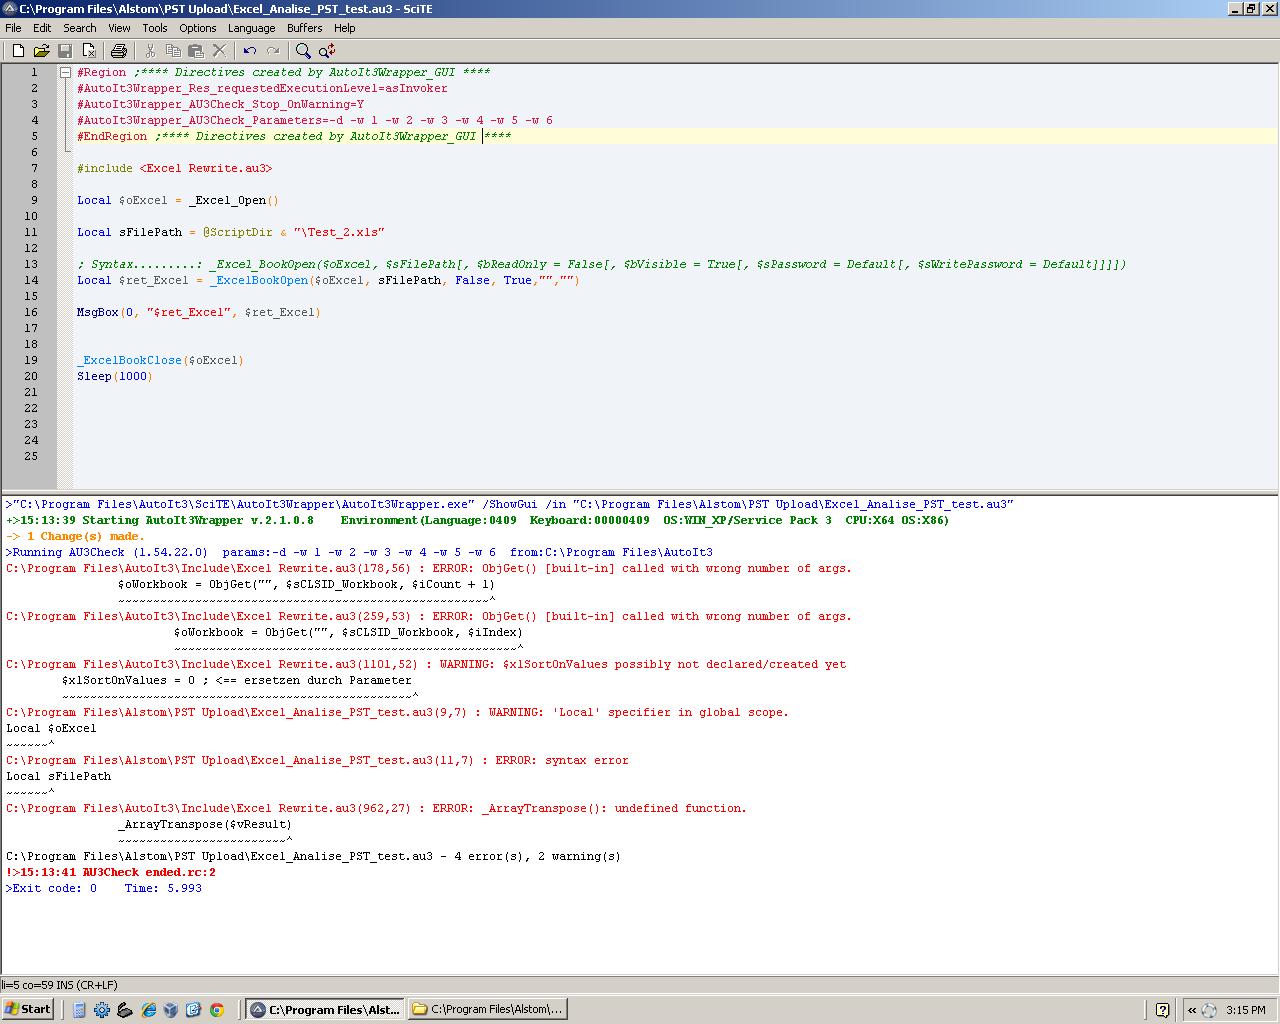 C:\Program Files\Alstom\PST Upload\Excel_Analise_PST_test.au3 - SciTE
File Edit Search View Tools Options Language Buffers Help
1 #Region ;**** Directives created by AutoIt3Wrapper_GUI ****
2 #AutoIt3Wrapper_Res_requestedExecutionLevel=asInvoker
3 #AutoIt3Wrapper_AU3Check_Stop_OnWarning=Y
4 #AutoIt3Wrapper_AU3Check_Parameters=-d -w 1 -w 2 -w 3 -w 4 -w 5 -w 6
5 #EndRegion ;**** Directives created by AutoIt3Wrapper_GUI ****
6
7 #include <Excel Rewrite.au3>
8
9 Local $oExcel = _Excel_Open()
10
11 Local sFilePath = @ScriptDir & "\Test_2.xls"
12
13 ; Syntax.........: _Excel_BookOpen($oExcel, $sFilePath[, $bReadOnly = False[, $bVisible = True[, $sPassword = Default[, $sWritePassword = Default]]]])
14 Local $ret_Excel = _ExcelBookOpen($oExcel, sFilePath, False, True,"","")
15
16 MsgBox(0, "$ret_Excel", $ret_Excel)
17
18
19 _ExcelBookClose($oExcel)
20 Sleep(1000)
21
22
23
24
25
>"C:\Program Files\AutoIt3\SciTE\AutoIt3Wrapper\AutoIt3Wrapper.exe" /ShowGui /in "C:\Program Files\Alstom\PST Upload\Excel_Analise_PST_test.au3"
+>15:13:39 Starting AutoIt3Wrapper v.2.1.0.8    Environment(Language:0409  Keyboard:00000409  OS:WIN_XP/Service Pack 3  CPU:X64 OS:X86)
-> 1 Change(s) made.
>Running AU3Check (1.54.22.0)  params:-d -w 1 -w 2 -w 3 -w 4 -w 5 -w 6  from:C:\Program Files\AutoIt3
C:\Program Files\AutoIt3\Include\Excel Rewrite.au3(178,56) : ERROR: ObjGet() [built-in] called with wrong number of args.
$oWorkbook = ObjGet("", $sCLSID_Workbook, $iCount + 1)
~~~~~~~~~~~~~~~~~~~~~~~~~~~~~~~~~~~~~~~~~~~~~~~~~~~~~^
C:\Program Files\AutoIt3\Include\Excel Rewrite.au3(259,53) : ERROR: ObjGet() [built-in] called with wrong number of args.
$oWorkbook = ObjGet("", $sCLSID_Workbook, $iIndex)
~~~~~~~~~~~~~~~~~~~~~~~~~~~~~~~~~~~~~~~~~~~~~~~~~^
C:\Program Files\AutoIt3\Include\Excel Rewrite.au3(1101,52) : WARNING: $xlSortOnValues possibly not declared/created yet
$xlSortOnValues = 0 ; <== ersetzen durch Parameter
~~~~~~~~~~~~~~~~~~~~~~~~~~~~~~~~~~~~~~~~~~~~~~~~~~^
C:\Program Files\Alstom\PST Upload\Excel_Analise_PST_test.au3(9,7) : WARNING: 'Local' specifier in global scope.
Local $oExcel
~~~~~~^
C:\Program Files\Alstom\PST Upload\Excel_Analise_PST_test.au3(11,7) : ERROR: syntax error
Local sFilePath
~~~~~~^
C:\Program Files\AutoIt3\Include\Excel Rewrite.au3(962,27) : ERROR: _ArrayTranspose(): undefined function.
_ArrayTranspose($vResult)
~~~~~~~~~~~~~~~~~~~~~~~~^
C:\Program Files\Alstom\PST Upload\Excel_Analise_PST_test.au3 - 4 error(s), 2 warning(s)
!>15:13:41 AU3Check ended.rc:2
>Exit code: 0    Time: 5.993
li=5 co=59 INS (CR+LF)
Start C:\Program Files\Alst... C:\Program Files\Alstom\... 3:15 PM